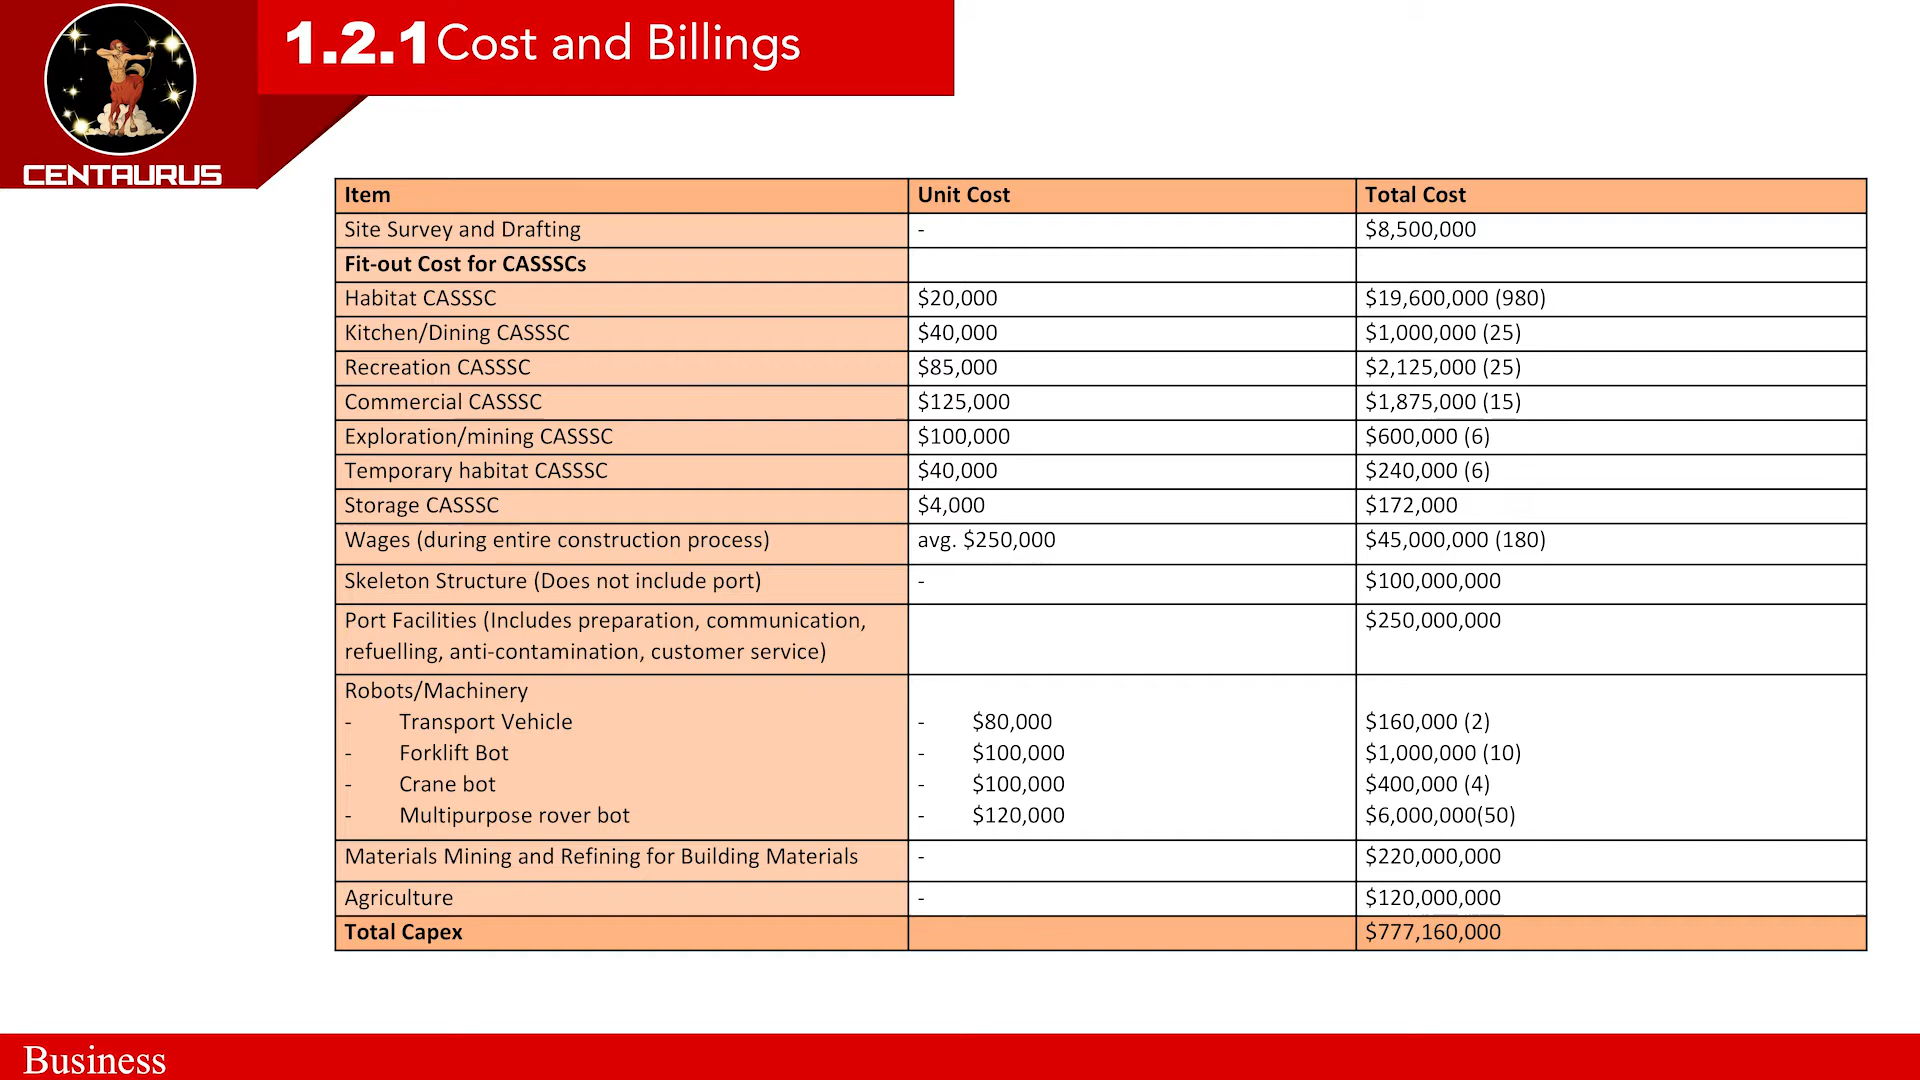 CENTAURUS
1.2.1 Cost and Billings
Item Unit Cost Total Cost
Site Survey and Drafting - $8,500,000
Fit-out Cost for CASSSCs
Habitat CASSSC $20,000 $19,600,000 (980)
Kitchen/Dining CASSSC $40,000 $1,000,000 (25)
Recreation CASSSC $85,000 $2,125,000 (25)
Commercial CASSSC $125,000 $1,875,000 (15)
Exploration/mining CASSSC $100,000 $600,000 (6)
Temporary habitat CASSSC $40,000 $240,000 (6)
Storage CASSSC $4,000 $172,000
Wages (during entire construction process) avg. $250,000 $45,000,000 (180)
Skeleton Structure (Does not include port) - $100,000,000
Port Facilities (Includes preparation, communication, $250,000,000
refuelling, anti-contamination, customer service)
Robots/Machinery
- Transport Vehicle - $80,000 $160,000 (2)
- Forklift Bot - $100,000 $1,000,000 (10)
- Crane bot - $100,000 $400,000 (4)
- Multipurpose rover bot - $120,000 $6,000,000(50)
Materials Mining and Refining for Building Materials - $220,000,000
Agriculture - $120,000,000
Total Capex $777,160,000
Business